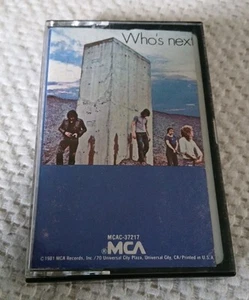 Who's next
MCAC-37217
MCA
©1981 MCA Records, Inc./70 Universal City Plaza, Universal City, CA/Printed in U.S.A.